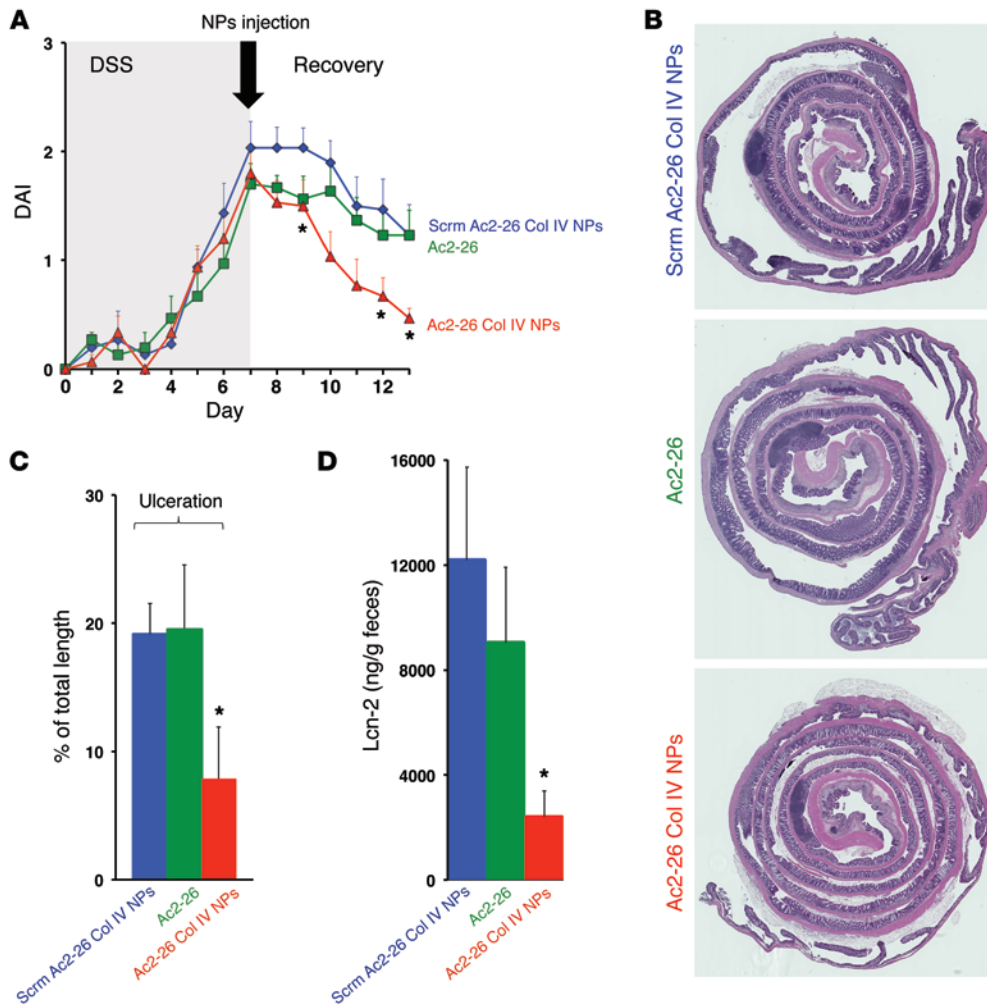 A
NPs injection
DSS
Recovery
DAI
3
2
1
0
0
2
4
6
8
10
12
Day
Scrm Ac2-26 Col IV NPs
Ac2-26
Ac2-26 Col IV NPs
*
*
*
B
Scrm Ac2-26 Col IV NPs
Ac2-26
Ac2-26 Col IV NPs
C
Ulceration
% of total length
30
20
10
0
*
Scrm Ac2-26 Col IV NPs
Ac2-26
Ac2-26 Col IV NPs
D
Lcn-2 (ng/g feces)
16000
12000
8000
4000
0
*
Scrm Ac2-26 Col IV NPs
Ac2-26
Ac2-26 Col IV NPs